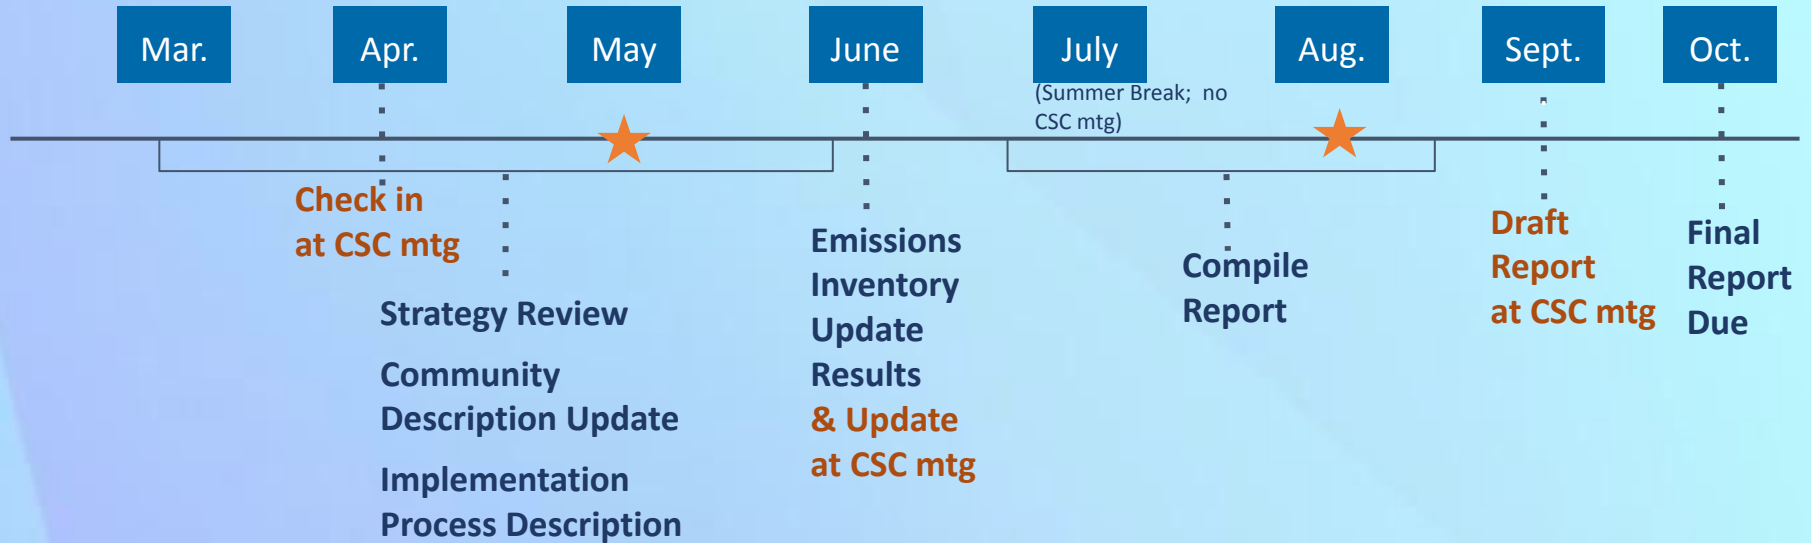 Mar.
Apr.
May
June
July
Aug.
Sept.
Oct.
(Summer Break; no
CSC mtg)
Check in
at CSC mtg
Strategy Review
Community
Description Update
Implementation
Process Description
Emissions
Inventory
Update
Results
& Update
at CSC mtg
Compile
Report
Draft
Report
at CSC mtg
Final
Report
Due